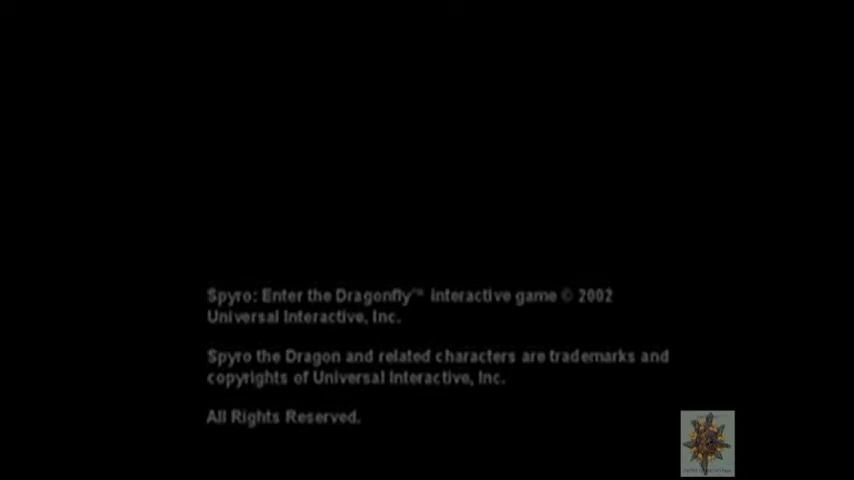 Spyro: Enter the Dragonfly™ interactive game © 2002
Universal Interactive, Inc.
Spyro the Dragon and related characters are trademarks and
copyrights of Universal Interactive, Inc.
All Rights Reserved.